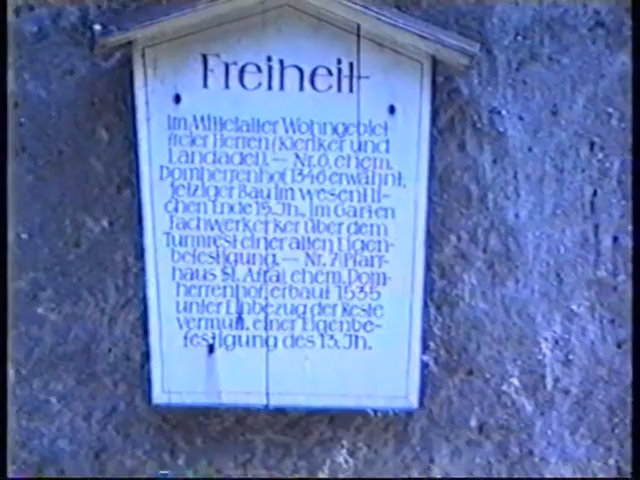 Freiheit
Im Mittelalter Wohngebiet
freier Herren (Kleriker und
Landadel). — Nr. 6, ehem.
Domherrenhof, 1346 erwähnt,
jetziger Bau im wesentli-
chen Ende 15. Jh., im Garten
Fachwerkerker über dem
Turmrest einer alten Eigen-
befestigung. — Nr. 7, Pfarr-
haus St. Afra, ehem. Dom-
herrenhof, erbaut 1535
unter Einbezug der Reste
vermutl. einer Eigenbe-
festigung des 13. Jh.